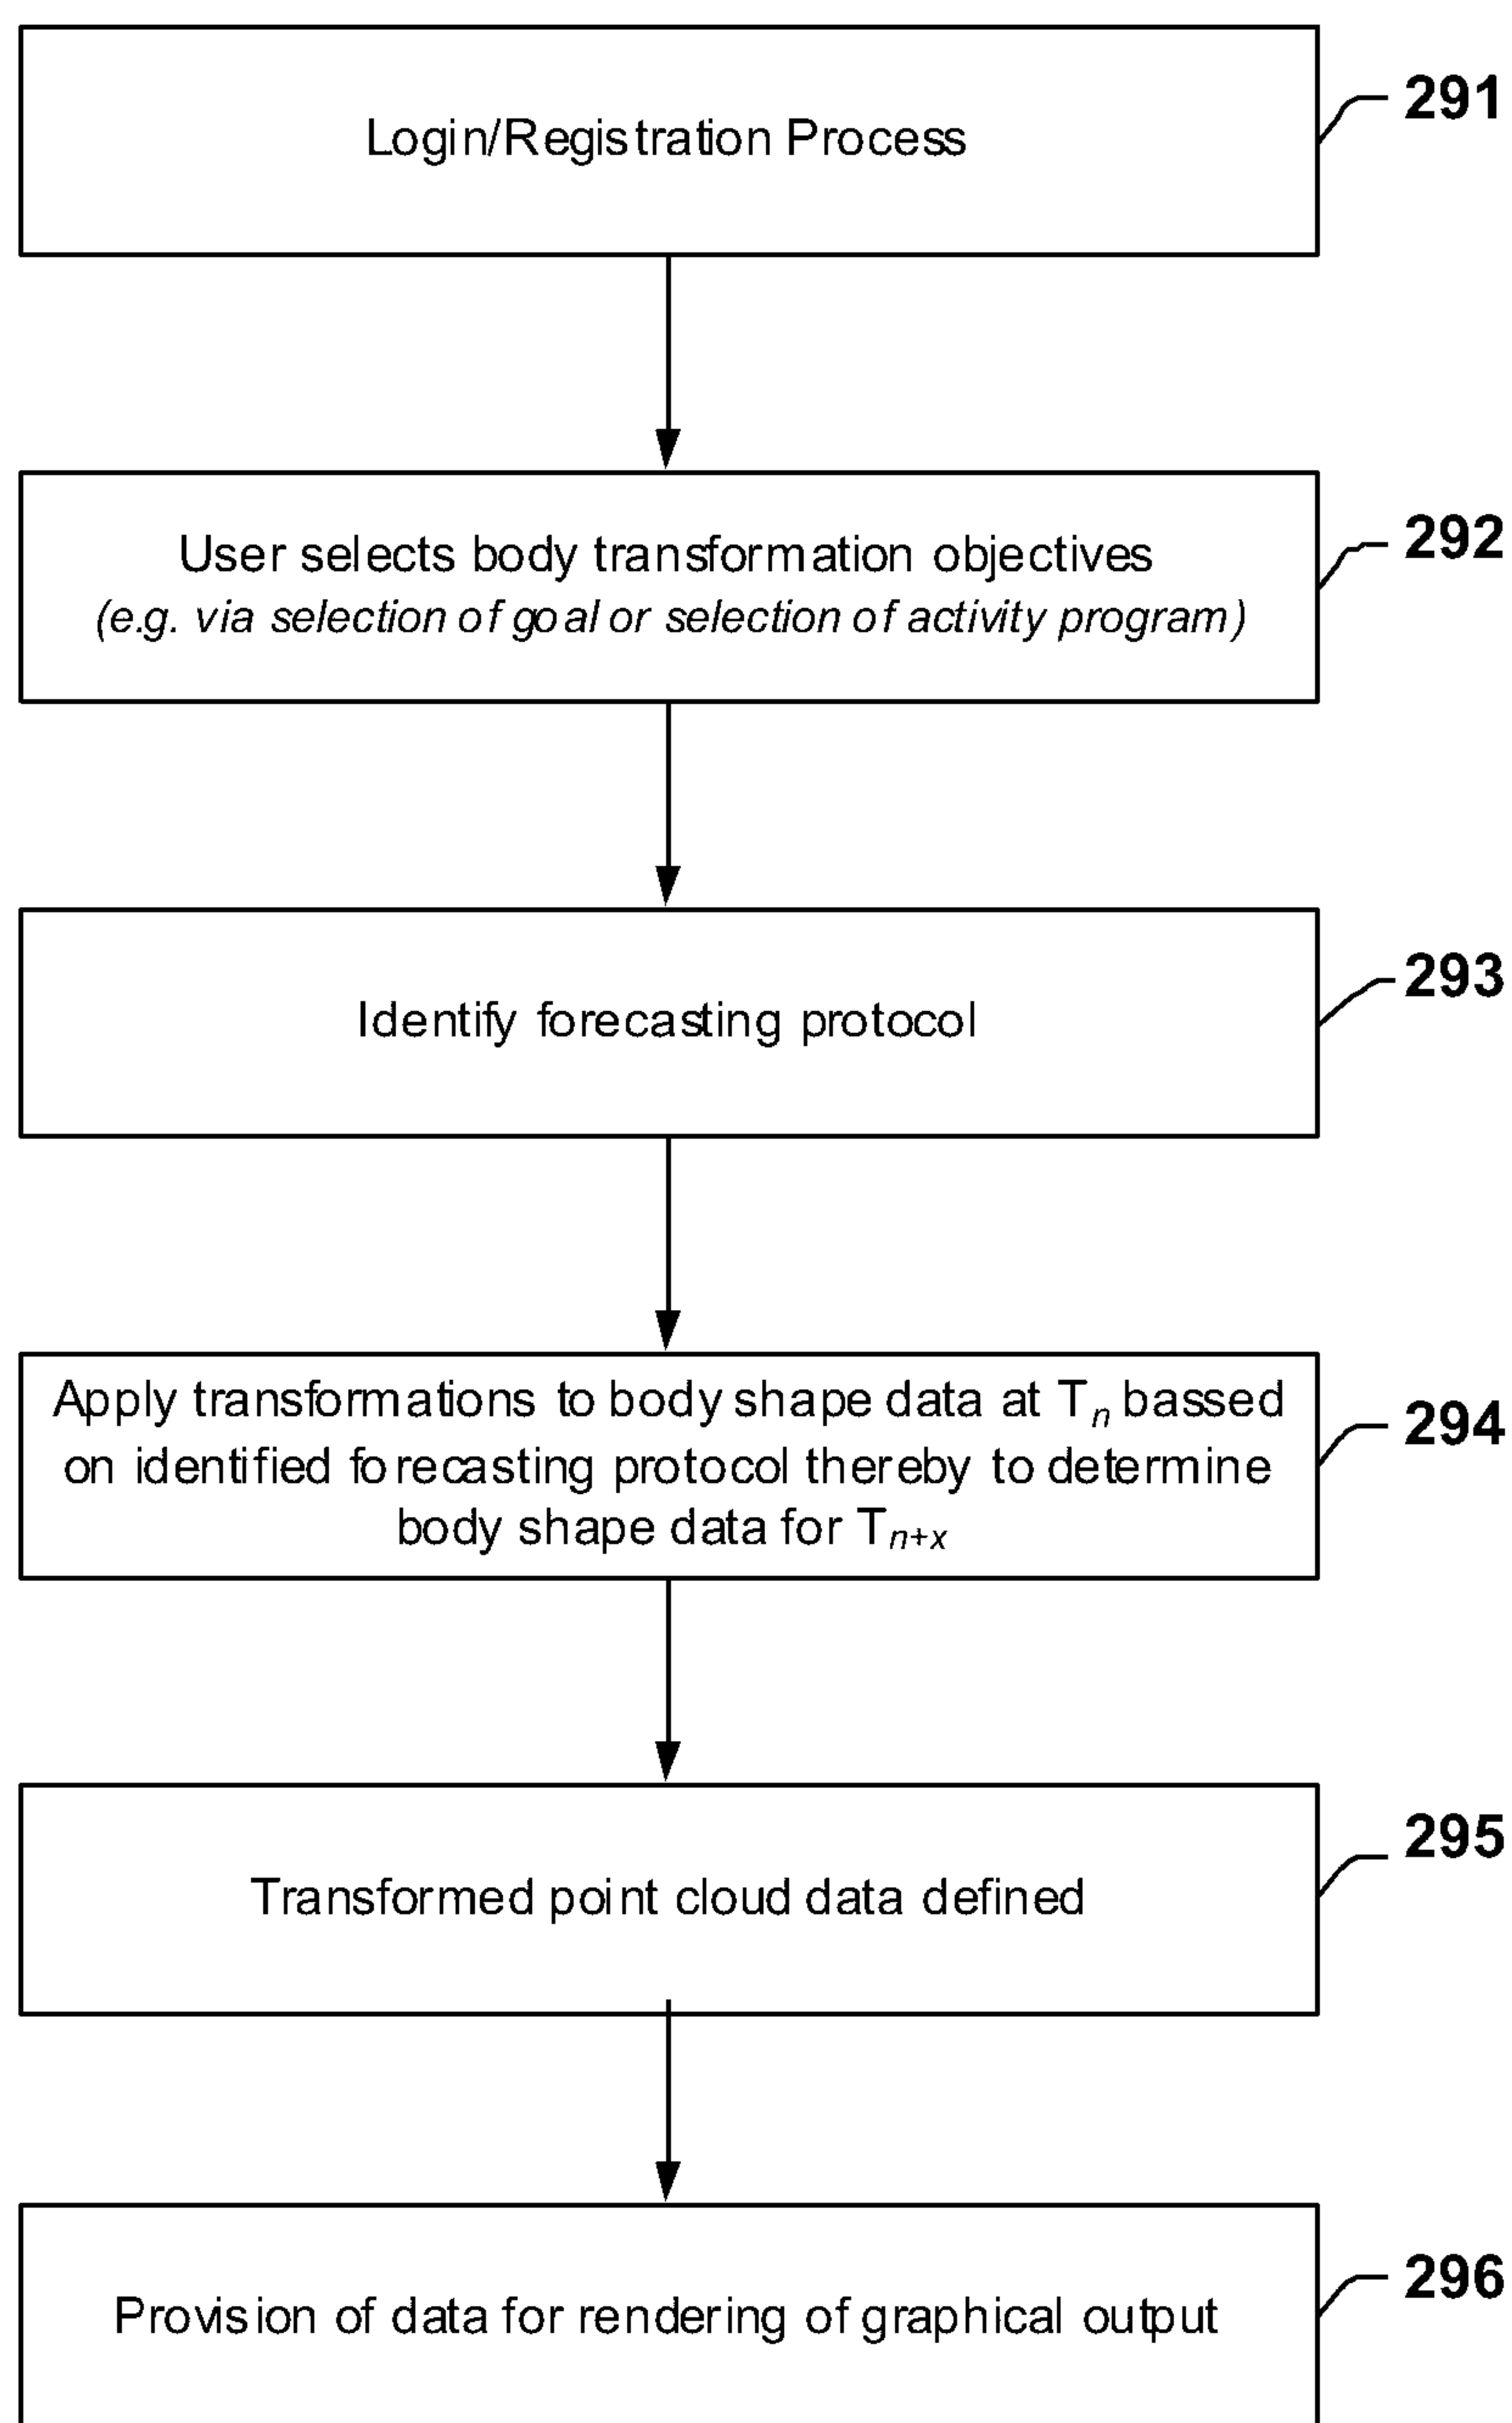 Login/Registration Process
291
User selects body transformation objectives
(e.g. via selection of goal or selection of activity program)
292
Identify forecasting protocol
293
Apply transformations to body shape data at Tn bassed
on identified forecasting protocol thereby to determine
body shape data for Tn+x
294
Transformed point cloud data defined
295
Provision of data for rendering of graphical output
296